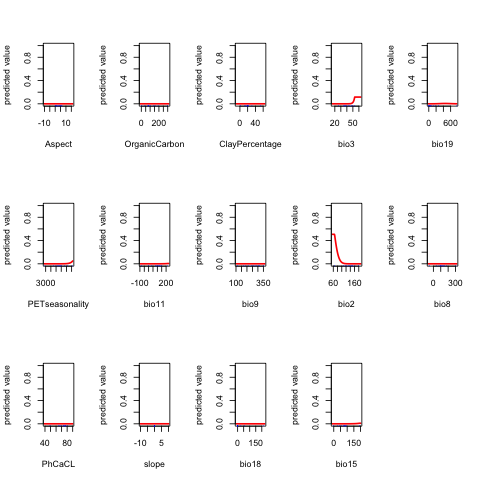 predicted value
0.0 0.4 0.8
-10 10
Aspect
predicted value
0.0 0.4 0.8
0 200
OrganicCarbon
predicted value
0.0 0.4 0.8
0 40
ClayPercentage
predicted value
0.0 0.4 0.8
20 50
bio3
predicted value
0.0 0.4 0.8
0 600
bio19
predicted value
0.0 0.4 0.8
3000
PETseasonality
predicted value
0.0 0.4 0.8
-100 200
bio11
predicted value
0.0 0.4 0.8
100 350
bio9
predicted value
0.0 0.4 0.8
60 160
bio2
predicted value
0.0 0.4 0.8
0 300
bio8
predicted value
0.0 0.4 0.8
40 80
PhCaCL
predicted value
0.0 0.4 0.8
-10 5
slope
predicted value
0.0 0.4 0.8
0 150
bio18
predicted value
0.0 0.4 0.8
0 150
bio15